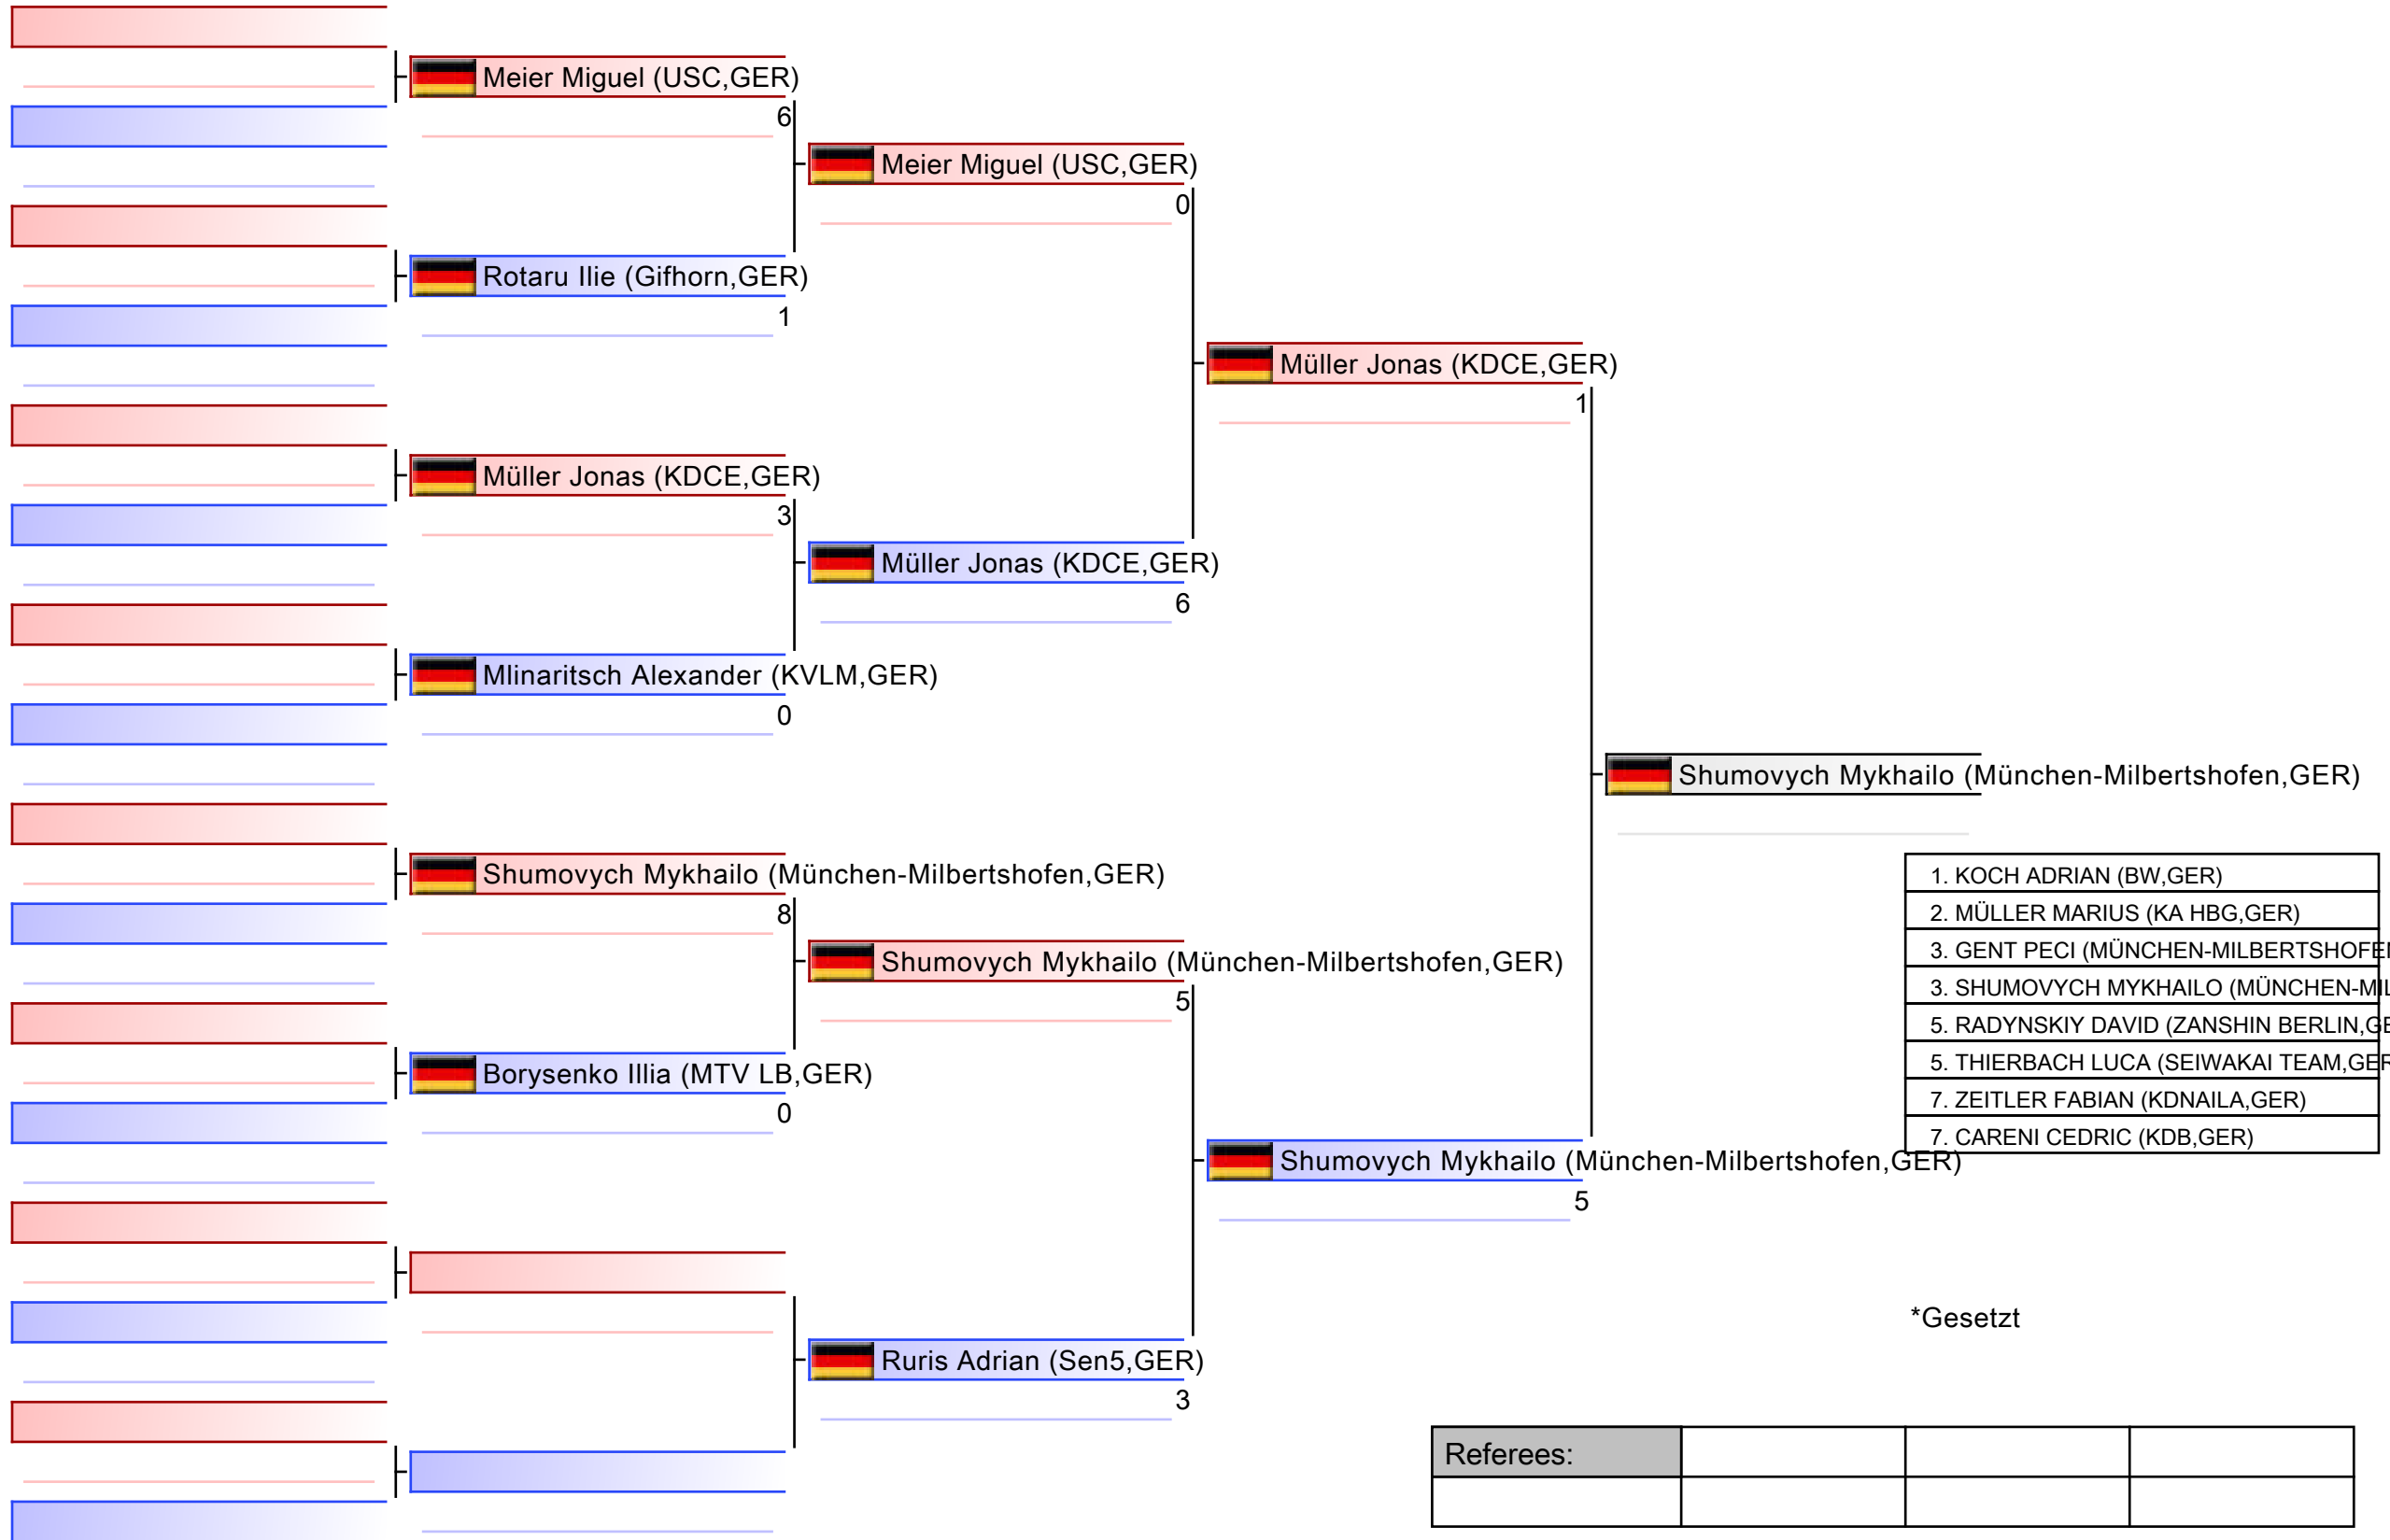 Meier Miguel (USC,GER)
6
Meier Miguel (USC,GER)
0
Rotaru Ilie (Gifhorn,GER)
1
Müller Jonas (KDCE,GER)
1
Müller Jonas (KDCE,GER)
3
Müller Jonas (KDCE,GER)
6
Mlinaritsch Alexander (KVLM,GER)
0
Shumovych Mykhailo (München-Milbertshofen,GER)
Shumovych Mykhailo (München-Milbertshofen,GER)
8
Shumovych Mykhailo (München-Milbertshofen,GER)
5
Borysenko Illia (MTV LB,GER)
0
Shumovych Mykhailo (München-Milbertshofen,GER)
5
Ruris Adrian (Sen5,GER)
3
1. KOCH ADRIAN (BW,GER)
2. MÜLLER MARIUS (KA HBG,GER)
3. GENT PECI (MÜNCHEN-MILBERTSHOFEN
3. SHUMOVYCH MYKHAILO (MÜNCHEN-MIL
5. RADYNSKIY DAVID (ZANSHIN BERLIN,GE
5. THIERBACH LUCA (SEIWAKAI TEAM,GER
7. ZEITLER FABIAN (KDNAILA,GER)
7. CARENI CEDRIC (KDB,GER)
*Gesetzt
Referees: